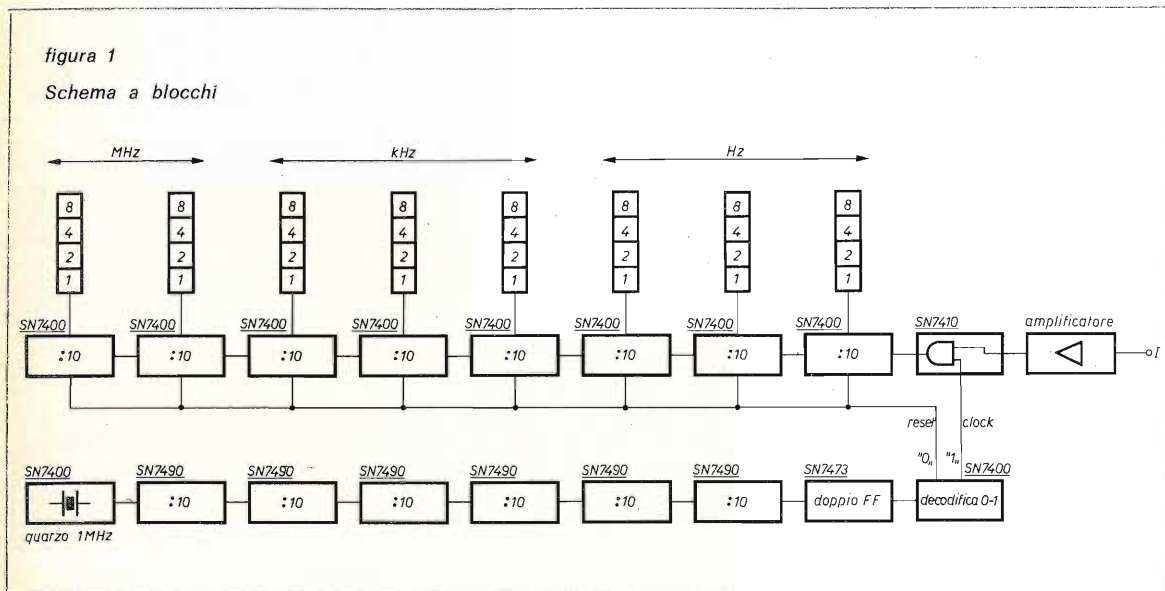 figura 1
Schema a blocchi
MHz kHz Hz
8 8 8 8 8 8 8 8
4 4 4 4 4 4 4 4
2 2 2 2 2 2 2 2
1 1 1 1 1 1 1 1
SN7400 SN7400 SN7400 SN7400 SN7400 SN7400 SN7400 SN7400 SN7410 amplificatore
:10 :10 :10 :10 :10 :10 :10 :10 I
reset clock
"0„ "1„
SN7400 SN7490 SN7490 SN7490 SN7490 SN7490 SN7473 SN7400
:10 :10 :10 :10 :10 :10 doppio FF decodifica 0-1
quarzo 1MHz